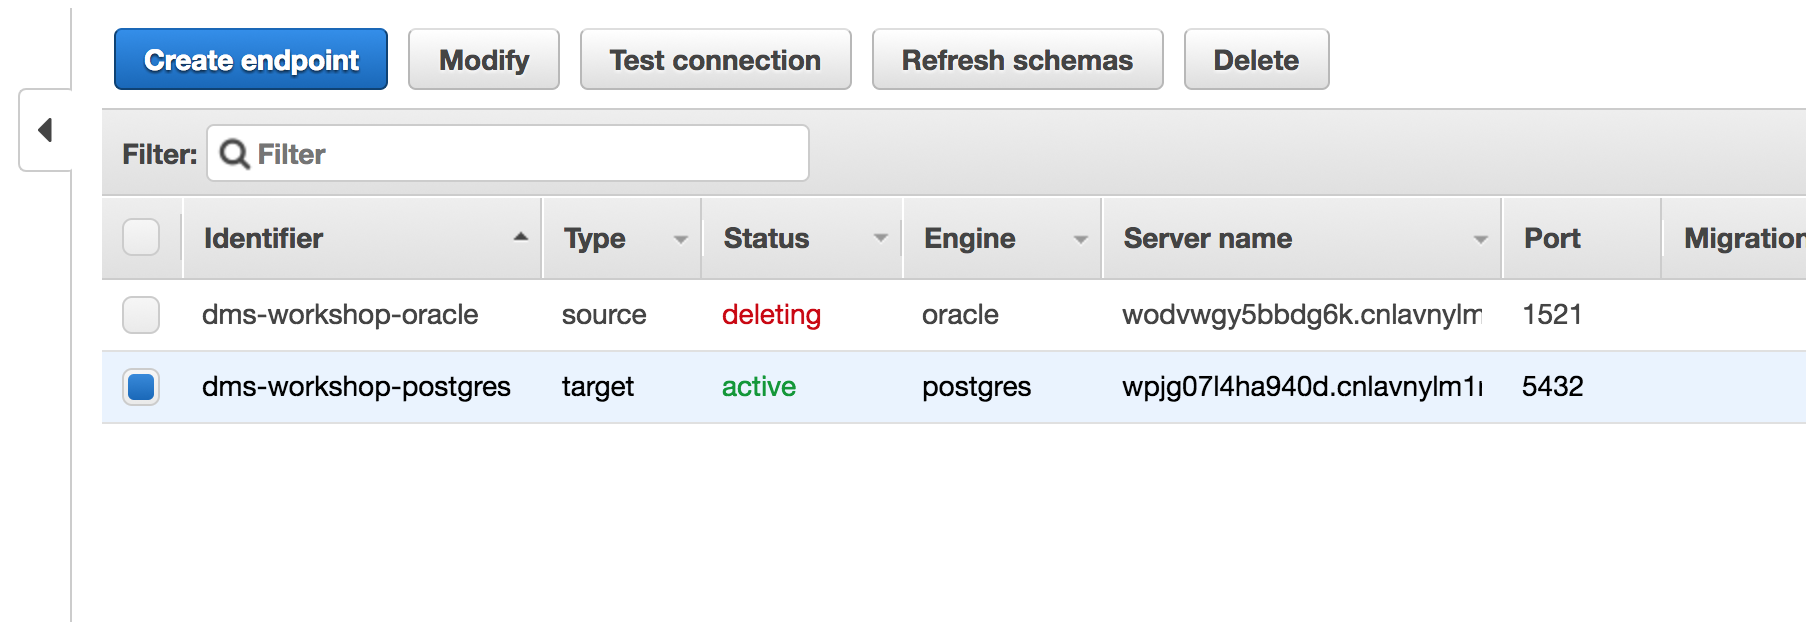 Create endpoint Modify Test connection Refresh schemas Delete
Filter: Filter
Identifier Type Status Engine Server name Port Migration
dms-workshop-oracle source deleting oracle wodvwgy5bbdg6k.cnlavnylm 1521
dms-workshop-postgres target active postgres wpjg07l4ha940d.cnlavnylm1 5432